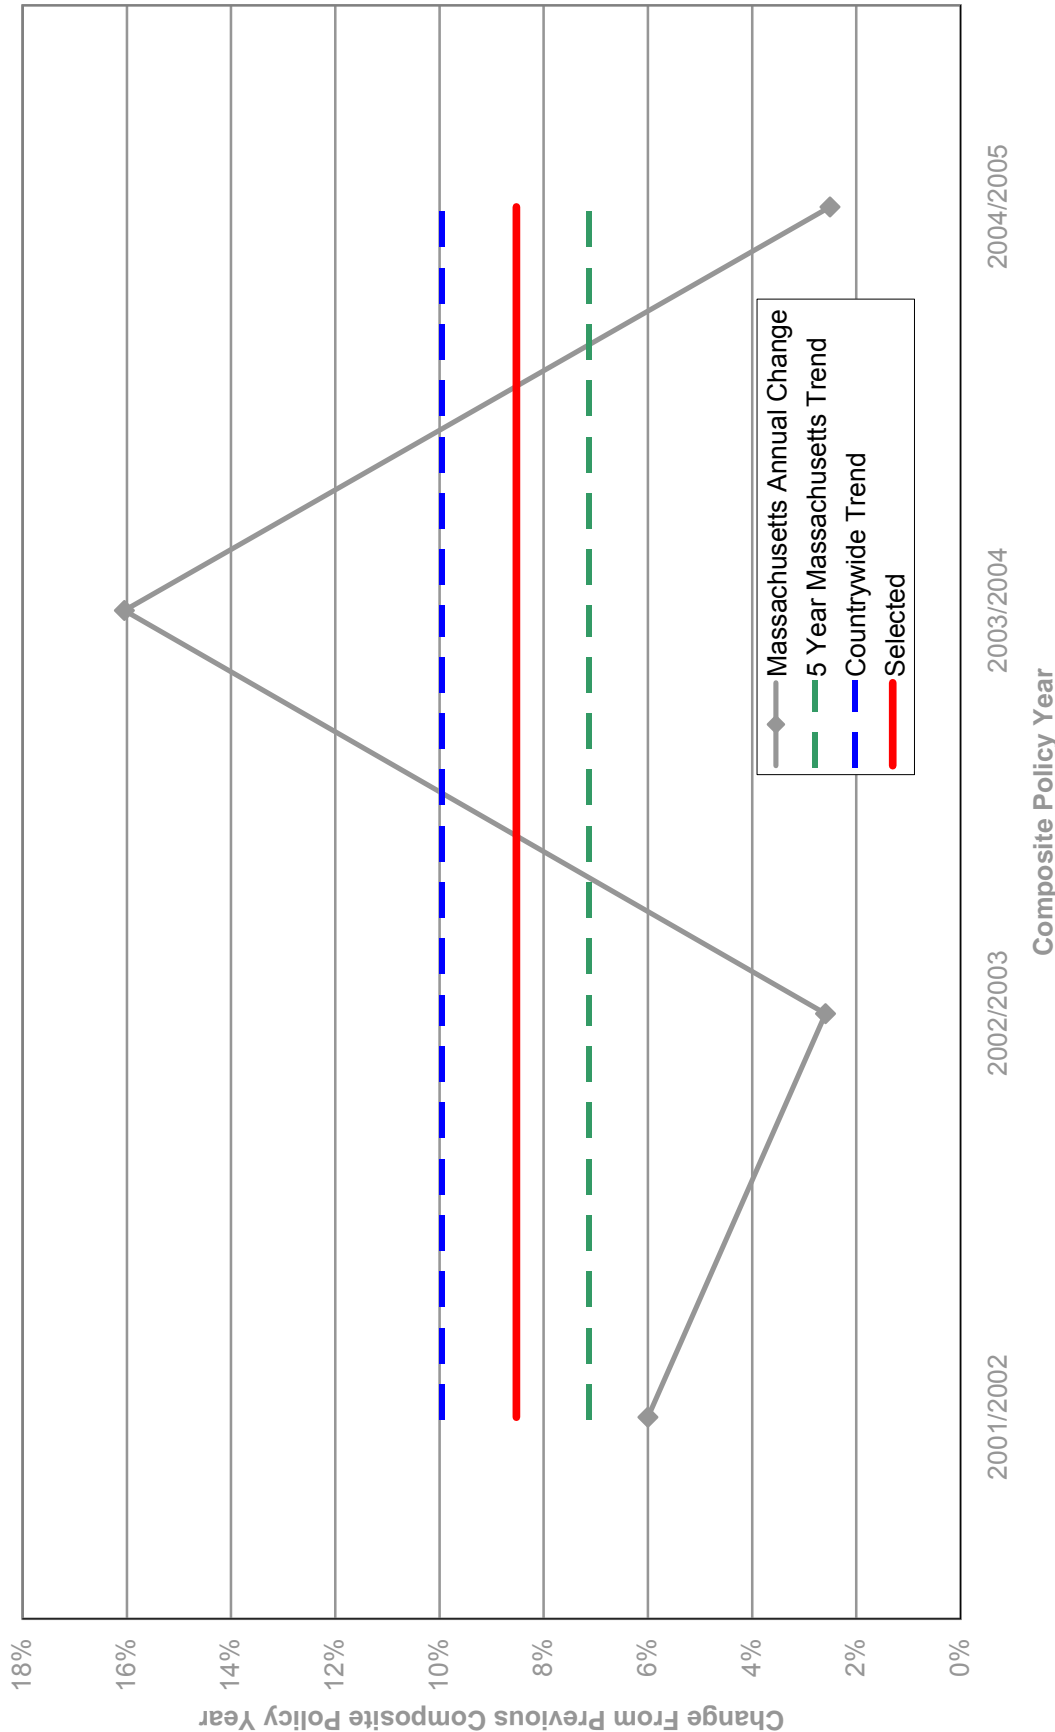 18%
16%
14%
12%
10%
8%
6%
4%
2%
0%
Change From Previous Composite Policy Year
2001/2002
2002/2003
2003/2004
2004/2005
Composite Policy Year
Massachusetts Annual Change
5 Year Massachusetts Trend
Countrywide Trend
Selected